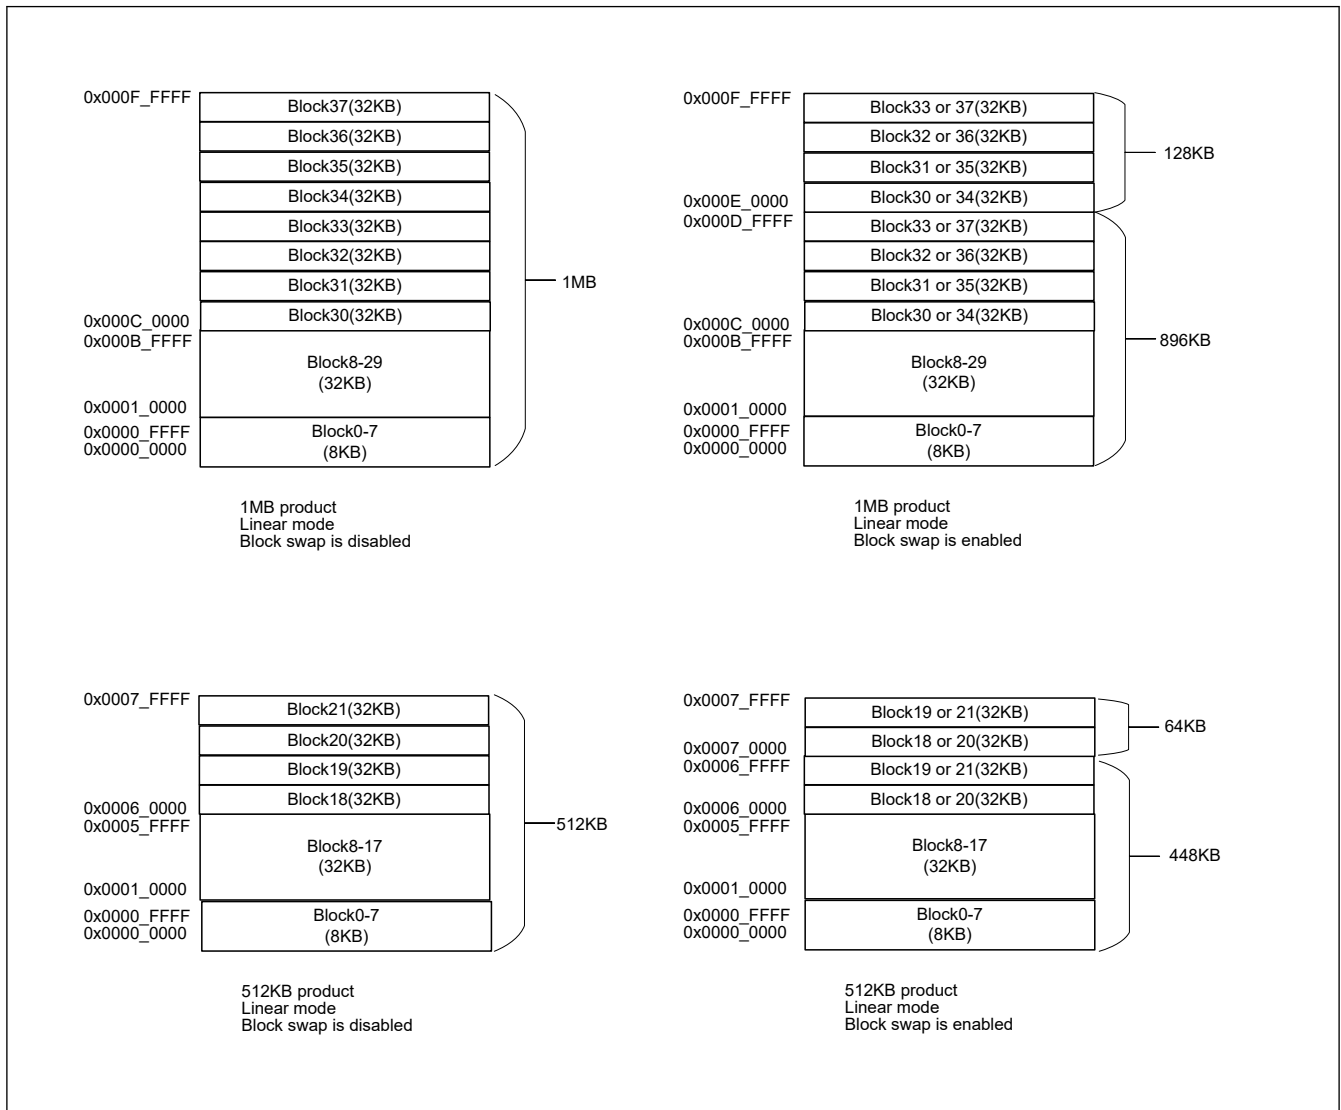 0x000F_FFFF
Block37(32KB)
Block36(32KB)
Block35(32KB)
Block34(32KB)
Block33(32KB)
Block32(32KB)
Block31(32KB)
Block30(32KB)
0x000C_0000
0x000B_FFFF
Block8-29
(32KB)
0x0001_0000
0x0000_FFFF
0x0000_0000
Block0-7
(8KB)
1MB
1MB product
Linear mode
Block swap is disabled
0x000F_FFFF
Block33 or 37(32KB)
Block32 or 36(32KB)
Block31 or 35(32KB)
Block30 or 34(32KB)
128KB
0x000E_0000
0x000D_FFFF
Block33 or 37(32KB)
Block32 or 36(32KB)
Block31 or 35(32KB)
Block30 or 34(32KB)
0x000C_0000
0x000B_FFFF
Block8-29
(32KB)
896KB
0x0001_0000
0x0000_FFFF
0x0000_0000
Block0-7
(8KB)
1MB product
Linear mode
Block swap is enabled
0x0007_FFFF
Block21(32KB)
Block20(32KB)
Block19(32KB)
Block18(32KB)
0x0006_0000
0x0005_FFFF
512KB
Block8-17
(32KB)
0x0001_0000
0x0000_FFFF
0x0000_0000
Block0-7
(8KB)
512KB product
Linear mode
Block swap is disabled
0x0007_FFFF
Block19 or 21(32KB)
Block18 or 20(32KB)
64KB
0x0007_0000
0x0006_FFFF
Block19 or 21(32KB)
Block18 or 20(32KB)
0x0006_0000
0x0005_FFFF
Block8-17
(32KB)
448KB
0x0001_0000
0x0000_FFFF
0x0000_0000
Block0-7
(8KB)
512KB product
Linear mode
Block swap is enabled